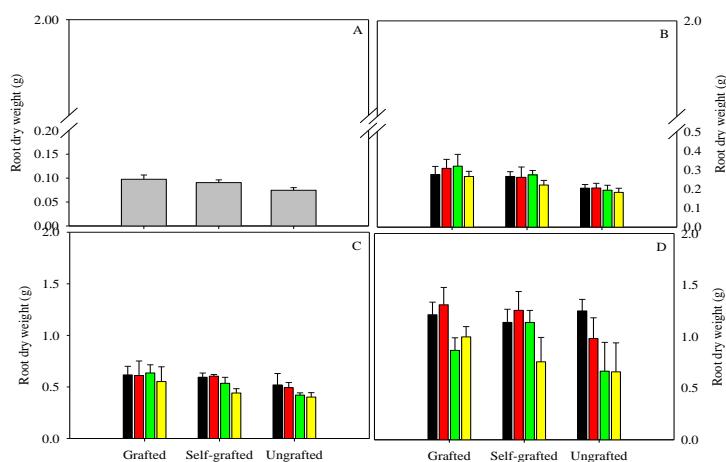 2.00
A
0.20
0.15
0.10
0.05
0.00
Root dry weight (g)
B
2.0
0.5
0.4
0.3
0.2
0.1
0.0
Root dry weight (g)
C
2.0
1.5
1.0
0.5
0.0
Root dry weight (g)
Grafted Self-grafted Ungrafted
D
2.0
1.5
1.0
0.5
0.0
Root dry weight (g)
Grafted Self-grafted Ungrafted